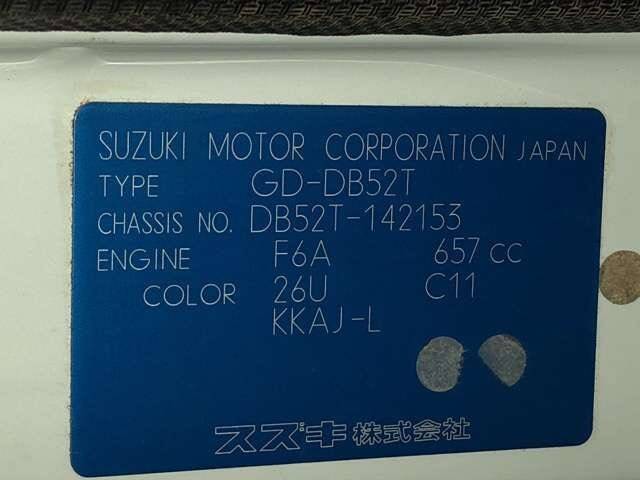 SUZUKI MOTOR CORPORATION JAPAN
TYPE GD-DB52T
CHASSIS NO. DB52T-142153
ENGINE F6A 657 cc
COLOR 26U C11
KKAJ-L
スズキ株式会社